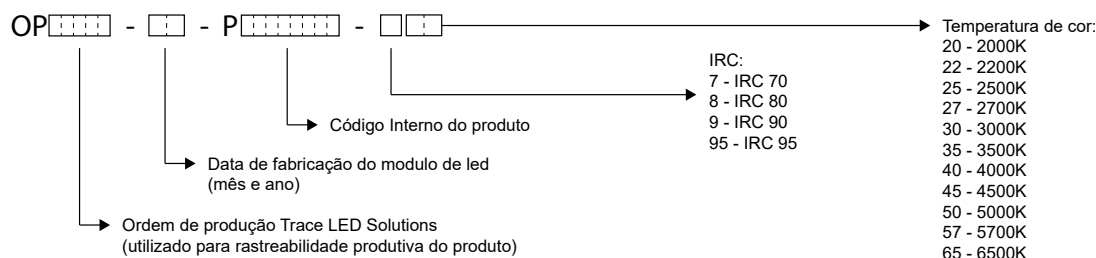 OP - - P -
Temperatura de cor:
20 - 2000K
22 - 2200K
25 - 2500K
27 - 2700K
30 - 3000K
35 - 3500K
40 - 4000K
45 - 4500K
50 - 5000K
57 - 5700K
65 - 6500K
IRC:
7 - IRC 70
8 - IRC 80
9 - IRC 90
95 - IRC 95
Código Interno do produto
Data de fabricação do modulo de led
(mês e ano)
Ordem de produção Trace LED Solutions
(utilizado para rastreabilidade produtiva do produto)